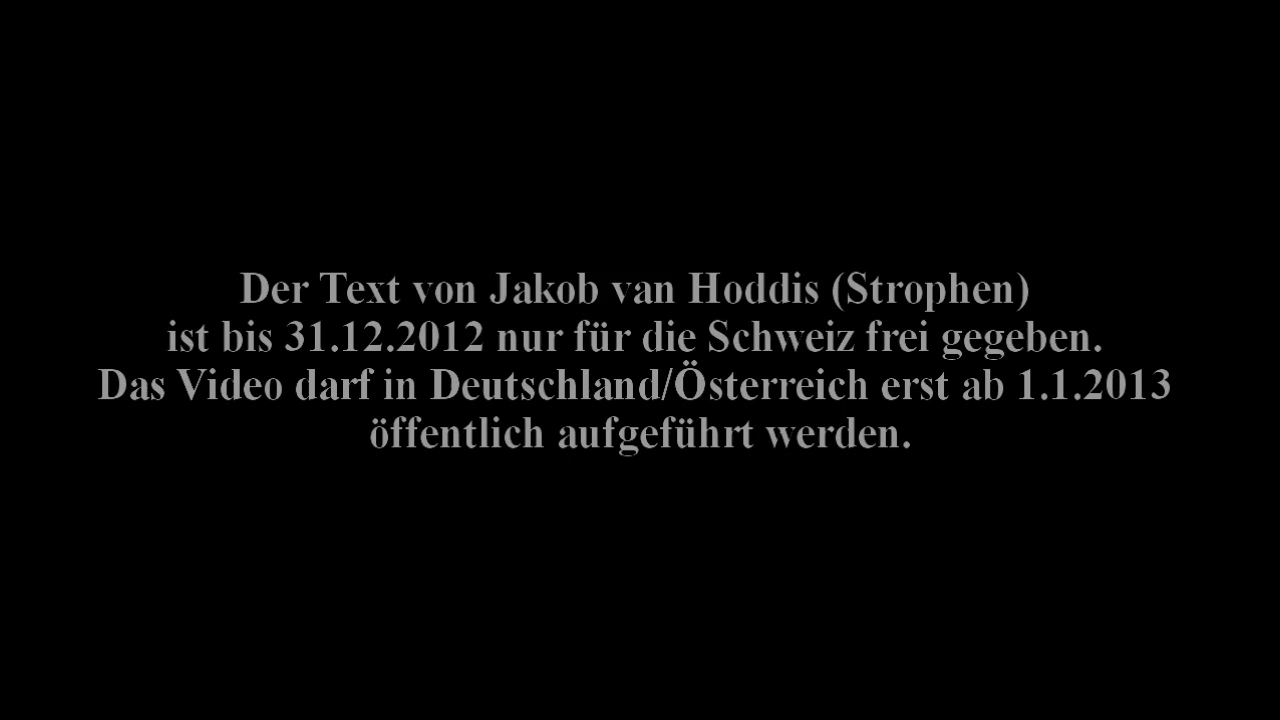 Der Text von Jakob van Hoddis (Strophen)
ist bis 31.12.2012 nur für die Schweiz frei gegeben.
Das Video darf in Deutschland/Österreich erst ab 1.1.2013
öffentlich aufgeführt werden.